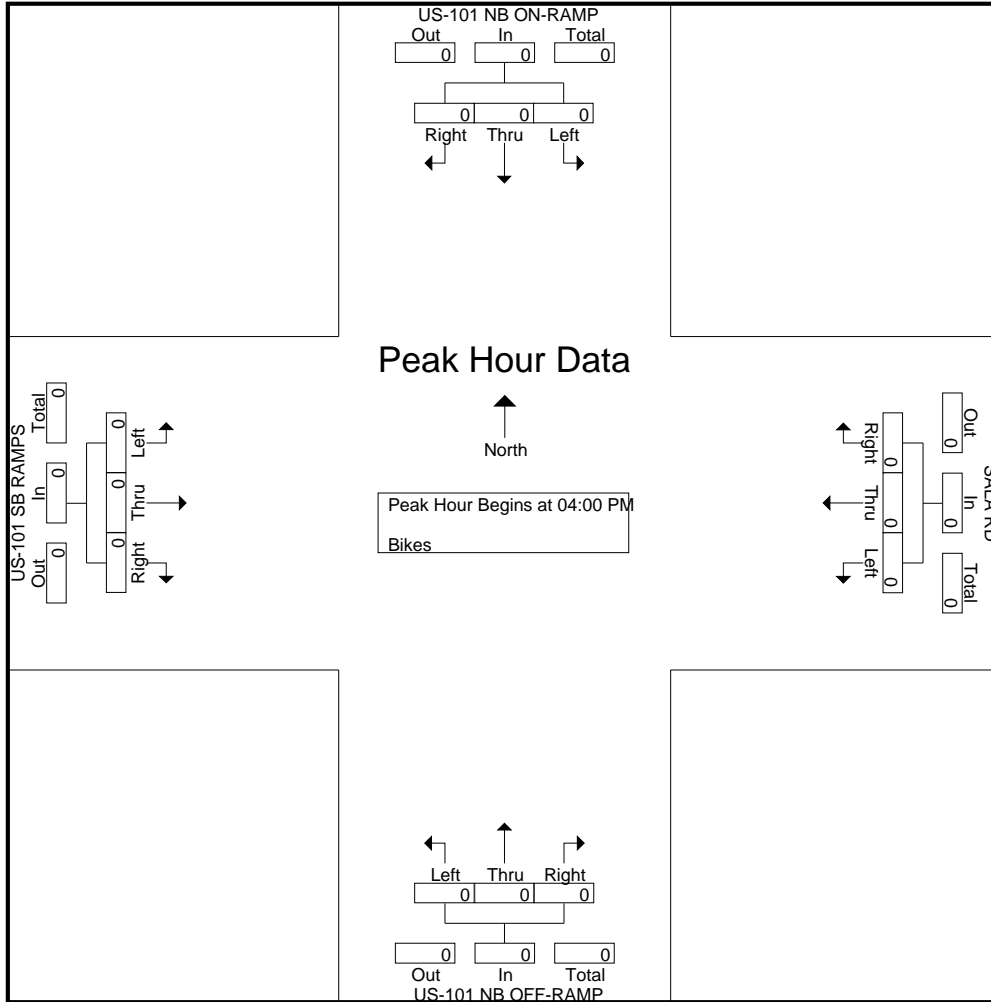 US-101 NB ON-RAMP
Out In Total
0 0 0
0 0 0
Right Thru Left
Peak Hour Data
North
Peak Hour Begins at 04:00 PM
Bikes
US-101 SB RAMPS
Total In Out
0 0 0
0 0 0
Left Thru Right
Right Thru Left
0 0 0
0 0 0
Out In Total
SALA RD
Left Thru Right
0 0 0
0 0 0
Out In Total
US-101 NB OFF-RAMP